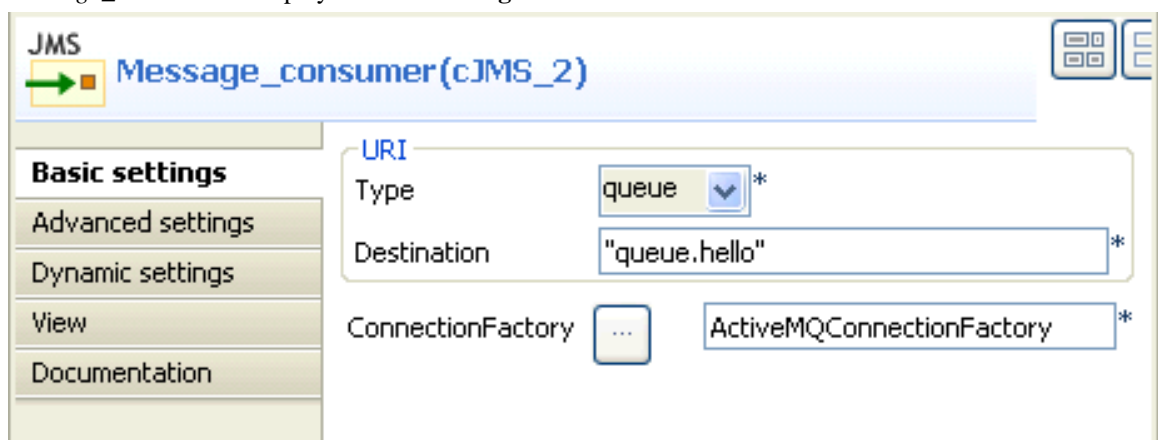 JMS
Message_consumer(cJMS_2)
Basic settings
Advanced settings
Dynamic settings
View
Documentation
URI
Type
queue
*
Destination
"queue.hello"
*
ConnectionFactory
...
ActiveMQConnectionFactory
*